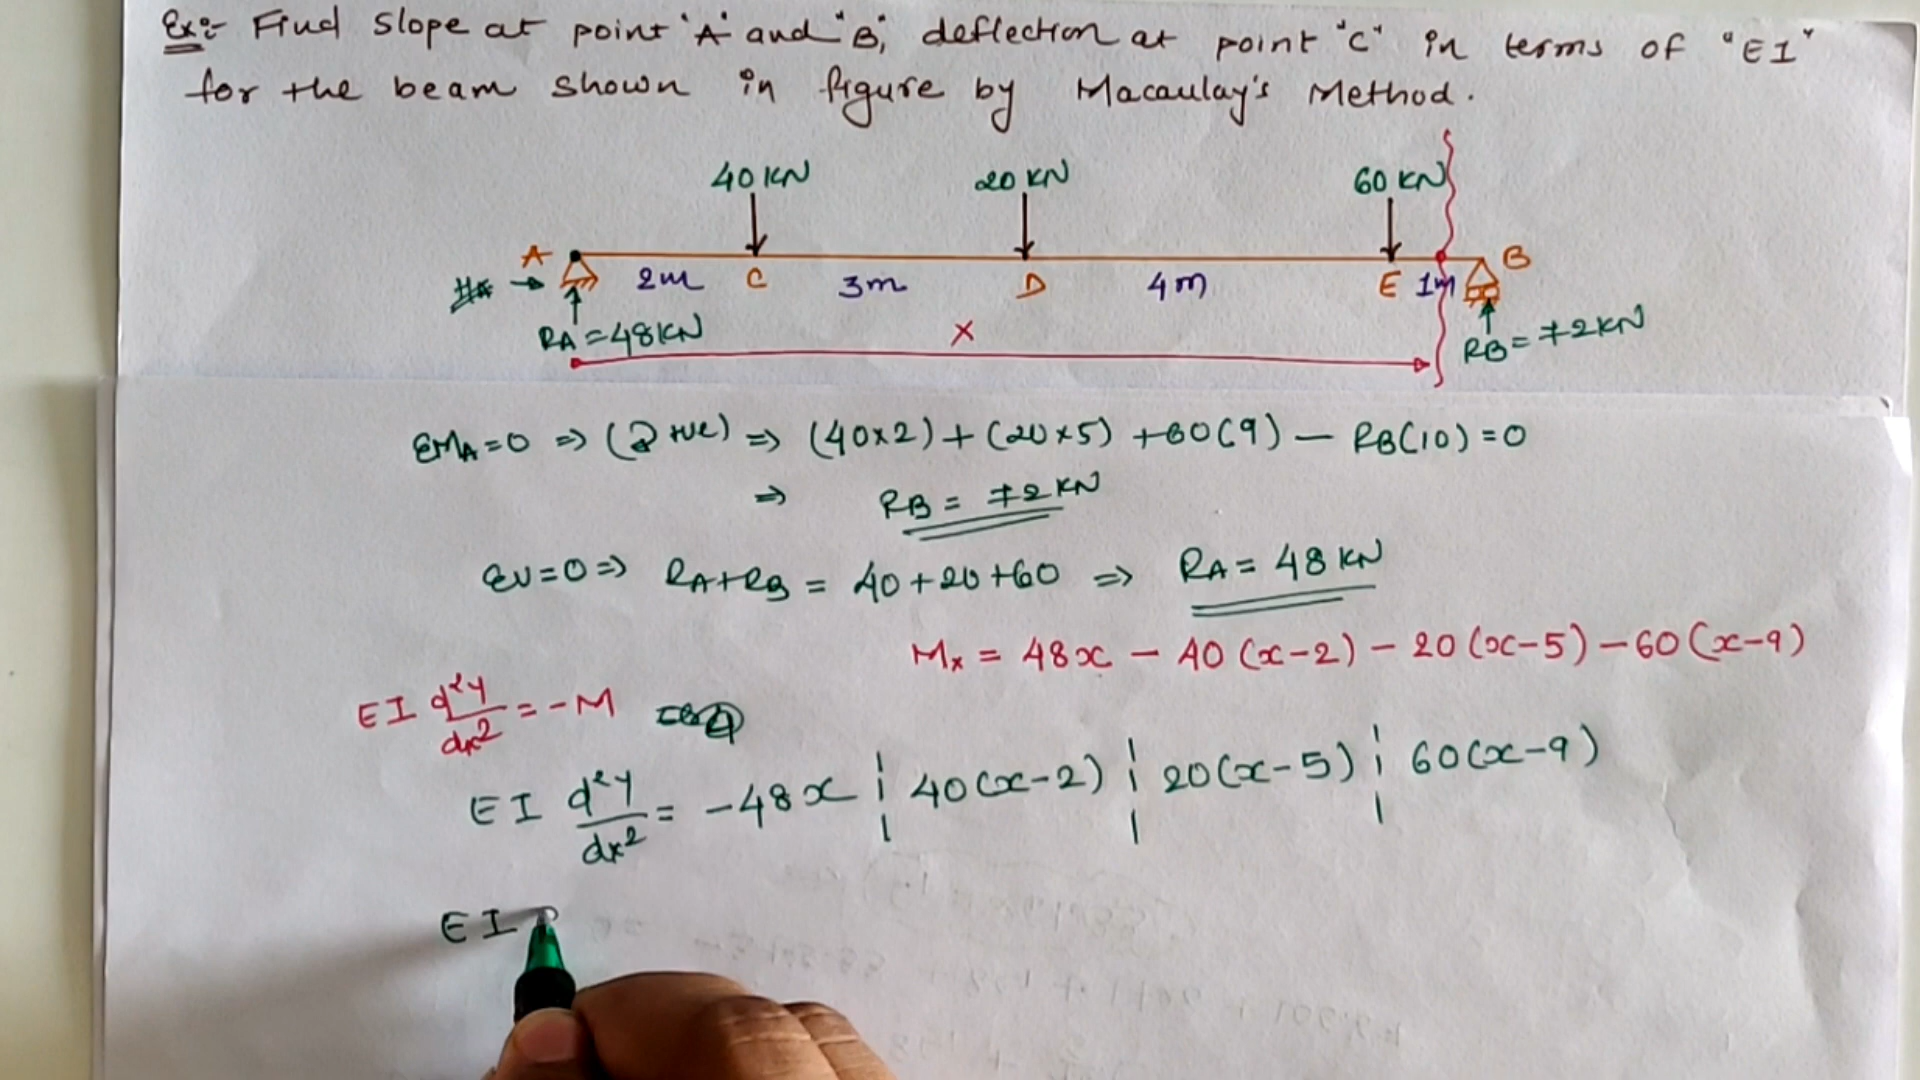 Ex:- Find slope at point "A" and "B", deflection at point "C" in terms of "EI"
for the beam shown in figure by Macaulay's Method.
40 KN 20 KN 60 KN
A B
2m C 3m D 4m E 1m
RA = 48 KN x RB = 72 KN
ΣMA = 0 ⇒ (↻ +ve) ⇒ (40×2) + (20×5) + 60(9) − RB(10) = 0
⇒ RB = 72 KN
ΣV = 0 ⇒ RA + RB = 40 + 20 + 60 ⇒ RA = 48 KN
Mx = 48x − 40(x−2) − 20(x−5) − 60(x−9)
EI d²y/dx² = −M
EI d²y/dx² = −48x ¦ 40(x−2) ¦ 20(x−5) ¦ 60(x−9)
EI